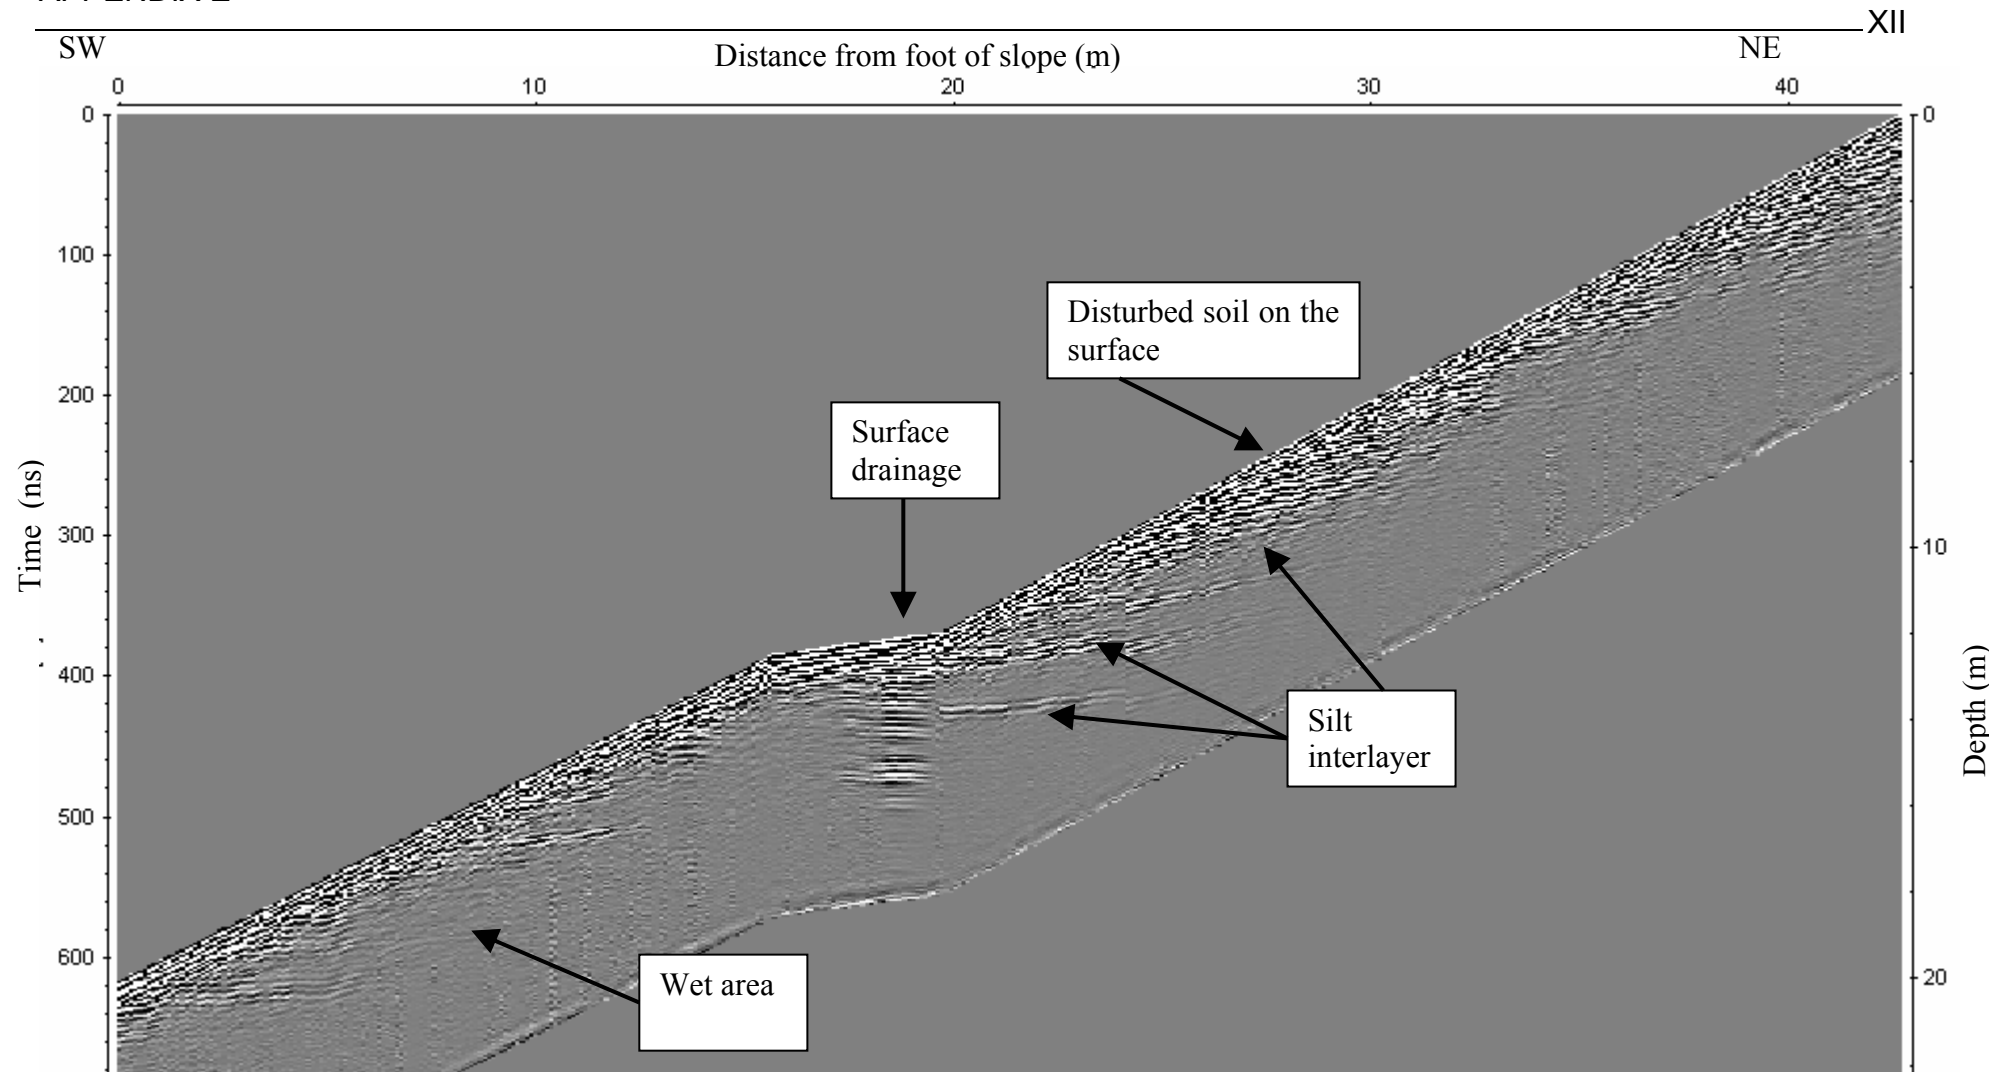 XII
SW
NE
Distance from foot of slope (m)
0 10 20 30 40
0
100
200
300
400
500
600
Time (ns)
0
10
20
Depth (m)
Disturbed soil on the
surface
Surface
drainage
Silt
interlayer
Wet area